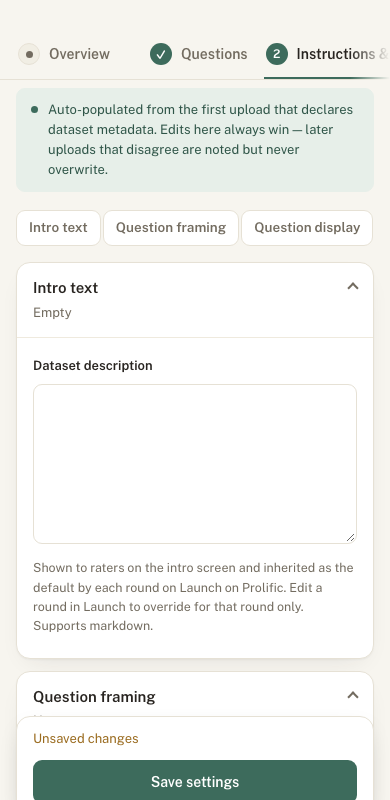 Overview
Questions
2 Instructions &
Auto-populated from the first upload that declares
dataset metadata. Edits here always win — later
uploads that disagree are noted but never
overwrite.
Intro text
Question framing
Question display
Intro text
Empty
Dataset description
Shown to raters on the intro screen and inherited as the
default by each round on Launch on Prolific. Edit a
round in Launch to override for that round only.
Supports markdown.
Question framing
Unsaved changes
Save settings